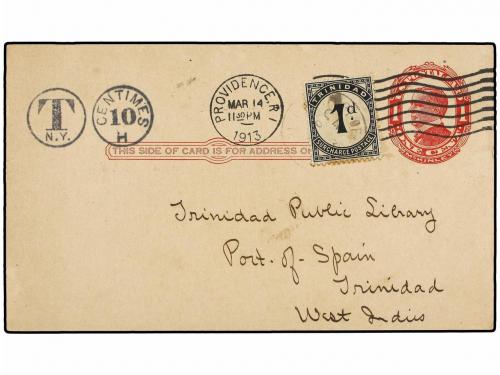 T
N.Y.
CENTIMES
10
H
PROVIDENCE R I
MAR 14
11 30 PM
1913
TRINIDAD
1d.
SURCHARGE POSTAGE
McKINLEY
THIS SIDE OF CARD IS FOR ADDRESS O
Trinidad Public Library
Port-of-Spain
Trinidad
West Indies